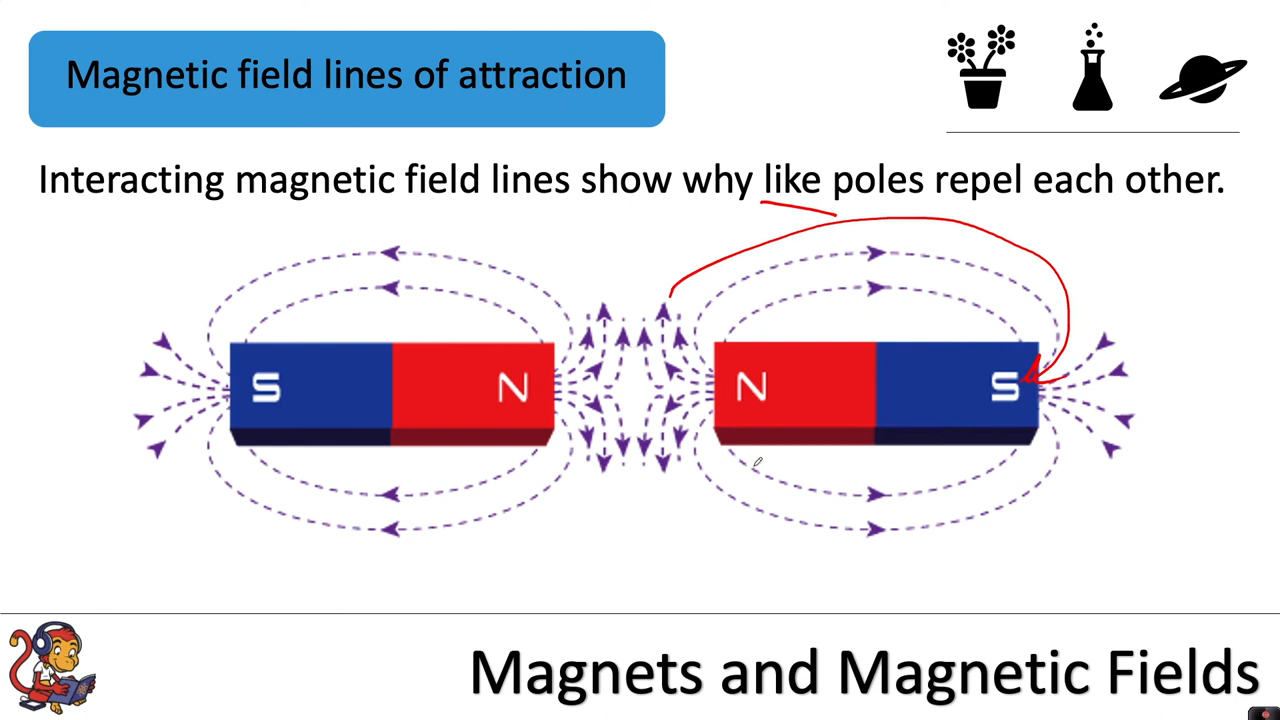 Magnetic field lines of attraction
Interacting magnetic field lines show why like poles repel each other.
S N N S
Magnets and Magnetic Fields